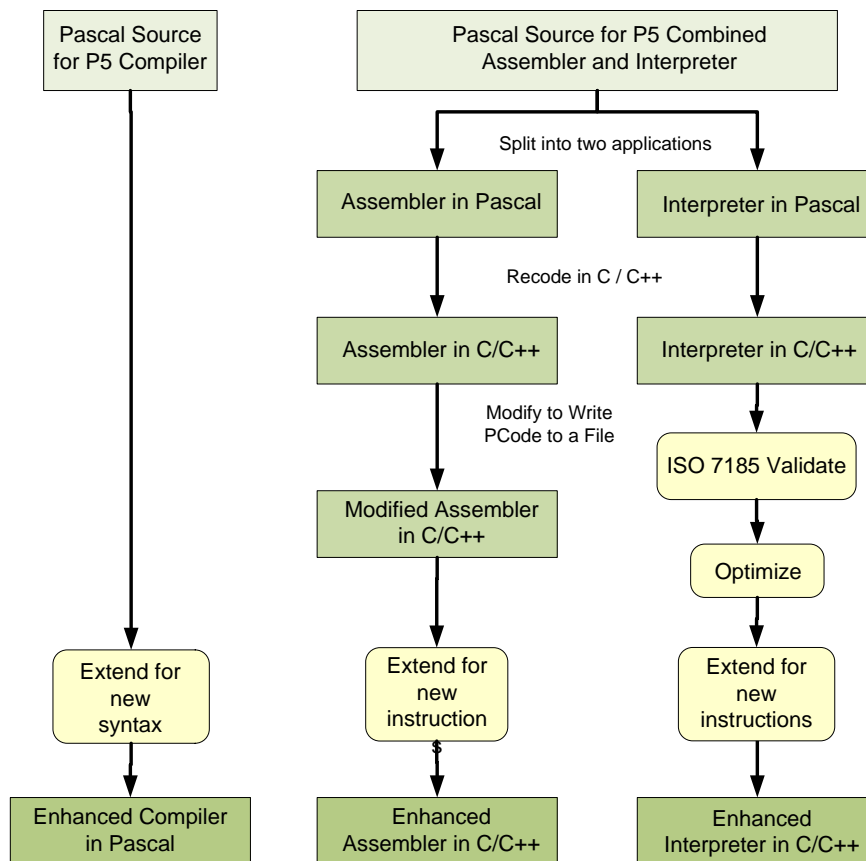 Pascal Source
for P5 Compiler
Pascal Source for P5 Combined
Assembler and Interpreter
Split into two applications
Assembler in Pascal
Interpreter in Pascal
Recode in C / C++
Assembler in C/C++
Interpreter in C/C++
Modify to Write
PCode to a File
ISO 7185 Validate
Modified Assembler
in C/C++
Optimize
Extend for
new
syntax
Extend for
new
instruction
s
Extend for
new
instructions
Enhanced Compiler
in Pascal
Enhanced
Assembler in C/C++
Enhanced
Interpreter in C/C++